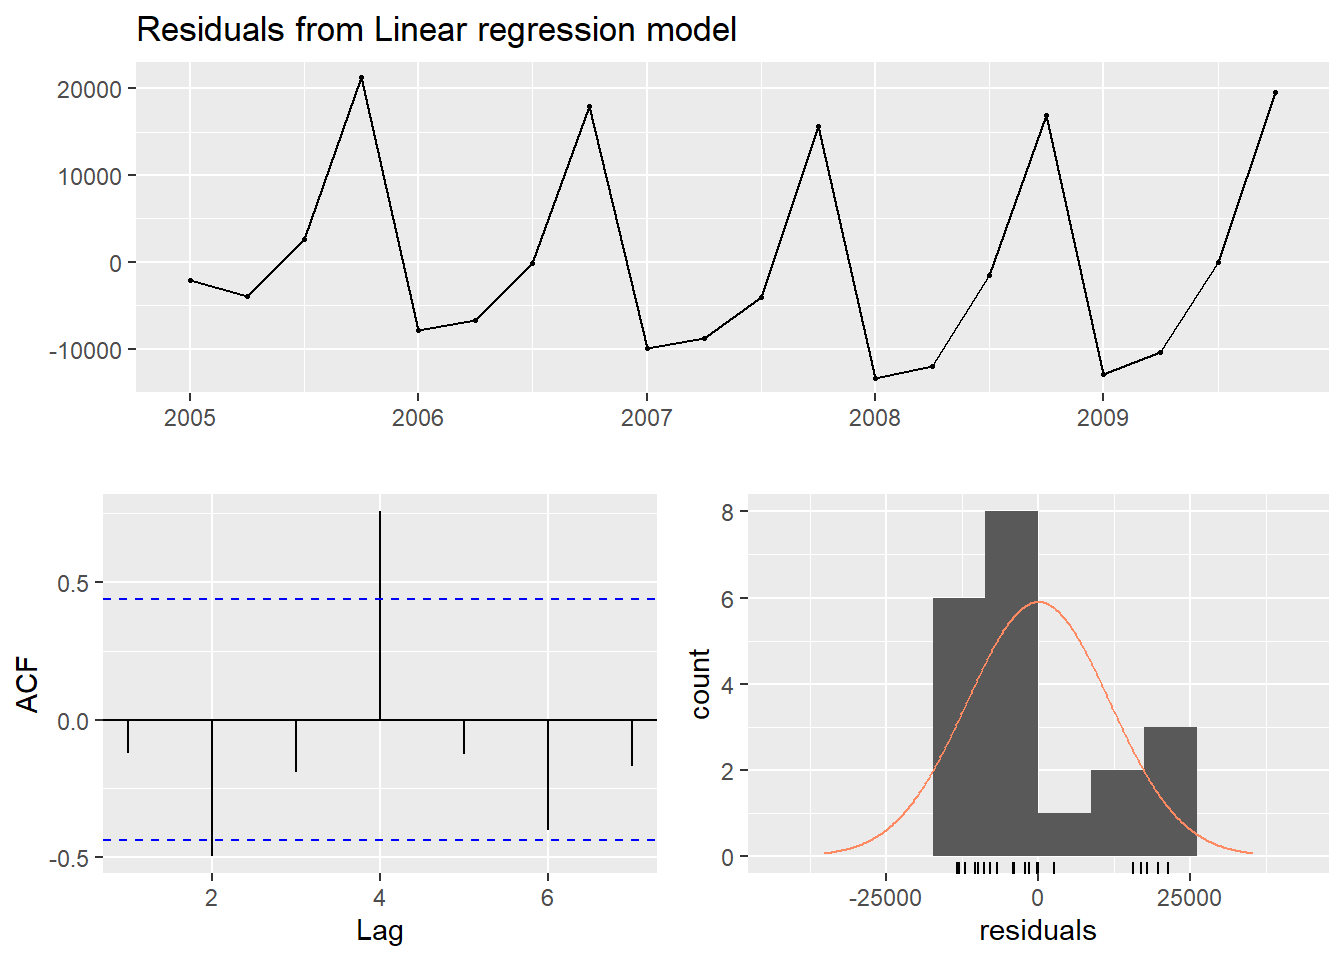 Residuals from Linear regression model
20000
10000
0
-10000
2005 2006 2007 2008 2009
ACF
0.5
0.0
-0.5
2 4 6
Lag
count
8
6
4
2
0
-25000 0 25000
residuals